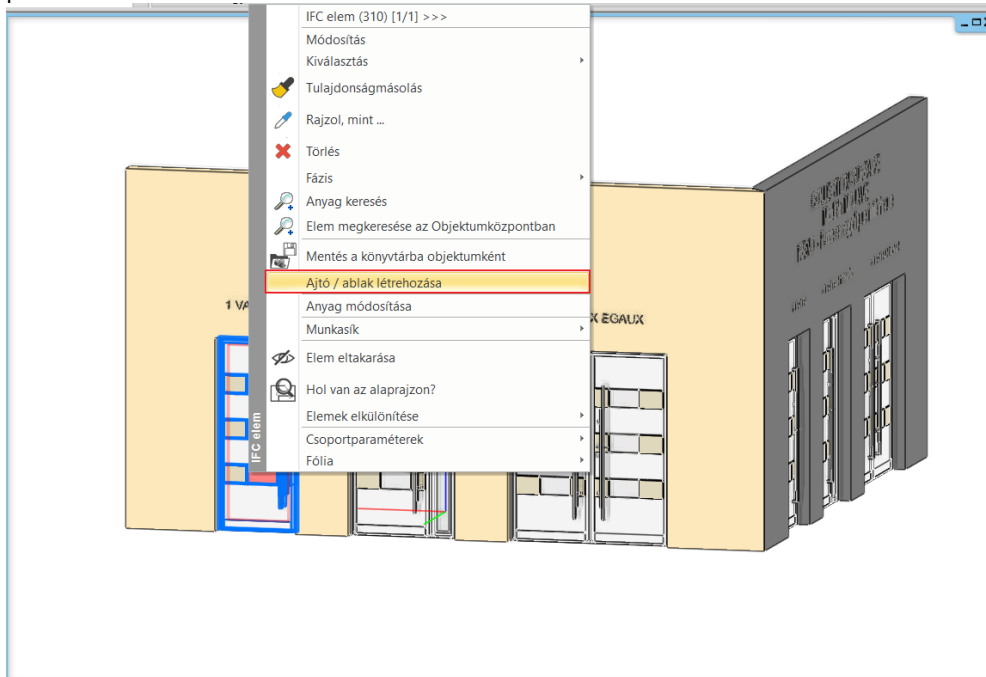 IFC elem (310) [1/1] >>>
Módosítás
Kiválasztás
Tulajdonságmásolás
Rajzol, mint ...
Törlés
Fázis
Anyag keresés
Elem megkeresése az Objektumközpontban
Mentés a könyvtárba objektumként
Ajtó / ablak létrehozása
Anyag módosítása
Munkasík
Elem eltakarása
Hol van az alaprajzon?
Elemek elkülönítése
Csoportparaméterek
Fólia
IFC elem
1 VA
X EGAUX